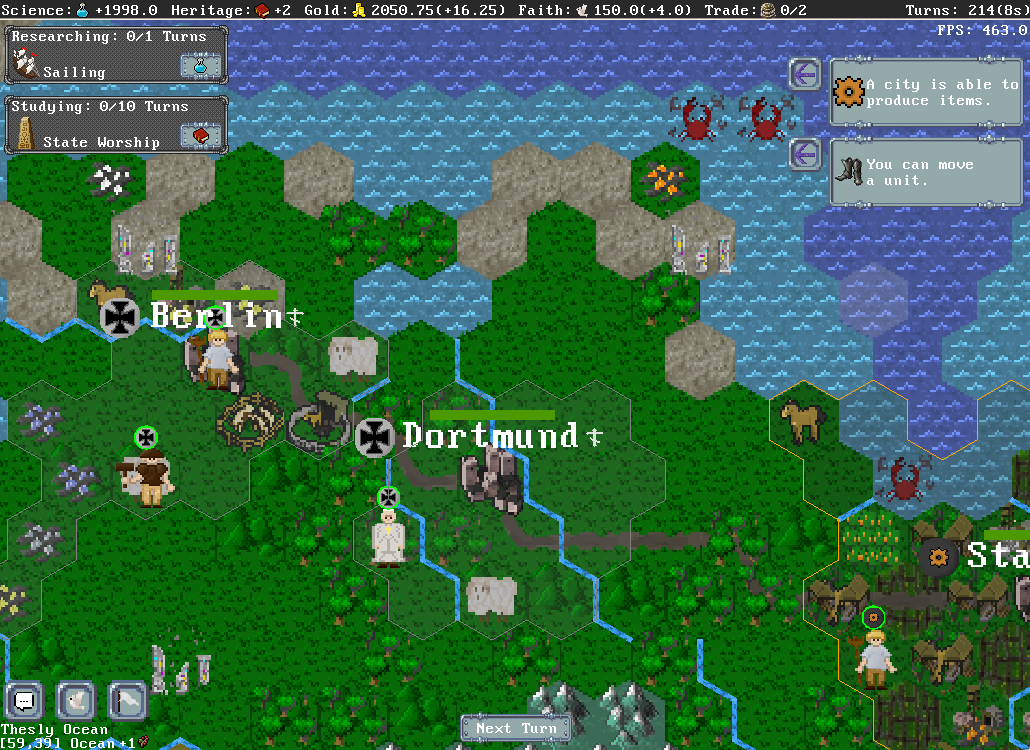 Science: +1998.0 Heritage: +2 Gold: 2050.75(+16.25) Faith: 150.0(+4.0) Trade: 0/2 Turns: 214(8s)
FPS: 463.0
Researching: 0/1 Turns
Sailing
Studying: 0/10 Turns
State Worship
A city is able to
produce items.
You can move
a unit.
Berlin
Dortmund
Sta
Next Turn
Thesly Ocean
[59,39] Ocean +1